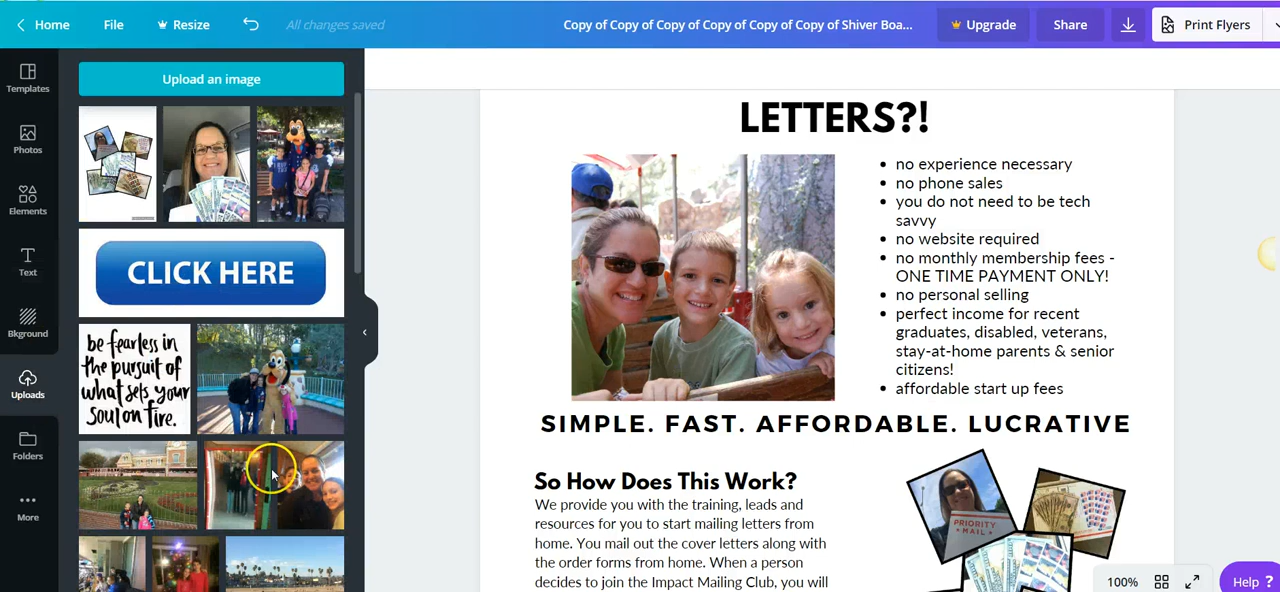 Home
File
Resize
All changes saved
Copy of Copy of Copy of Copy of Copy of Copy of Shiver Boa...
Upgrade
Share
Print Flyers
Templates
Photos
Elements
Text
Bkground
Uploads
Folders
More
Upload an image
CLICK HERE
be fearless in
the pursuit of
what sets your
soul on fire.
LETTERS?!
• no experience necessary
• no phone sales
• you do not need to be tech
savvy
• no website required
• no monthly membership fees -
ONE TIME PAYMENT ONLY!
• no personal selling
• perfect income for recent
graduates, disabled, veterans,
stay-at-home parents & senior
citizens!
• affordable start up fees
SIMPLE. FAST. AFFORDABLE. LUCRATIVE
So How Does This Work?
We provide you with the training, leads and
resources for you to start mailing letters from
home. You mail out the cover letters along with
the order forms from home. When a person
decides to join the Impact Mailing Club, you will
PRIORITY
MAIL
100%
Help ?